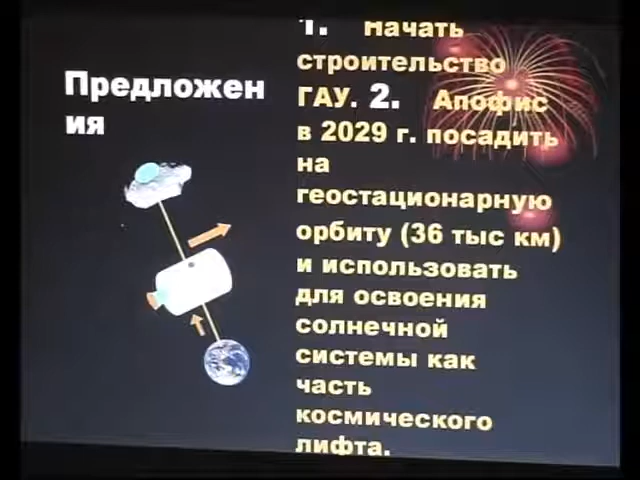 Предложен
ия
1. Начать
строительство
ГАУ. 2. Апофис
в 2029 г. посадить
на
геостационарную
орбиту (36 тыс км)
и использовать
для освоения
солнечной
системы как
часть
космического
лифта.